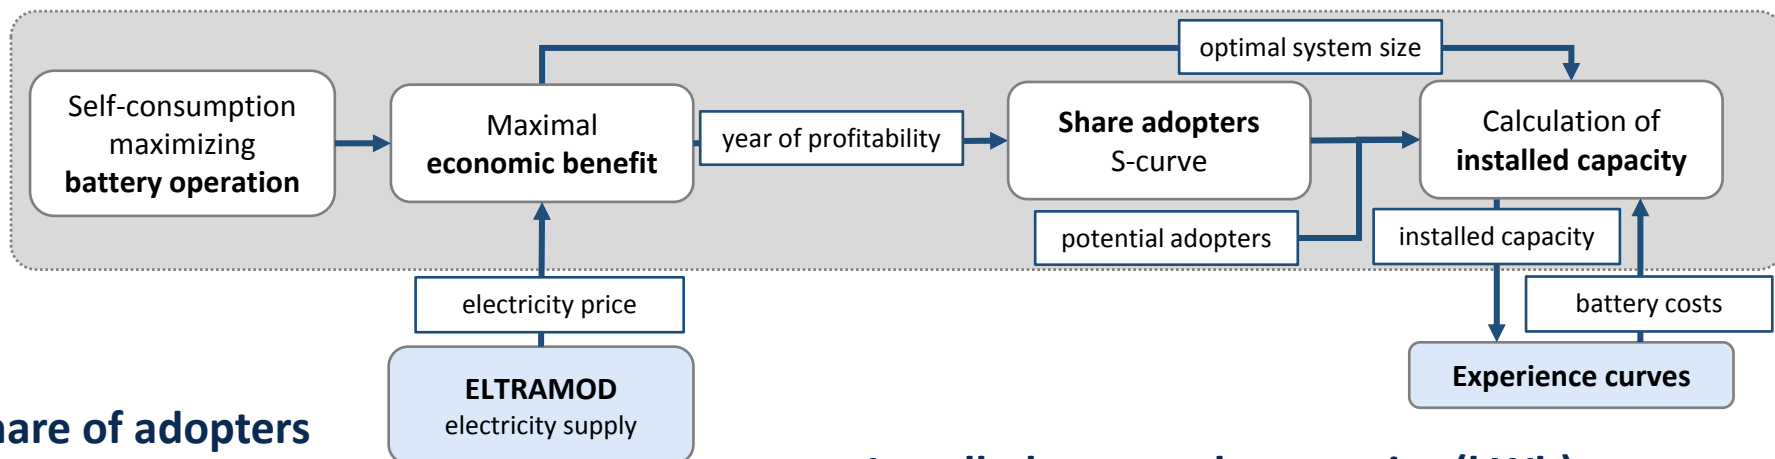 optimal system size
Self-consumption
maximizing
battery operation
Maximal
economic benefit
year of profitability
Share adopters
S-curve
Calculation of
installed capacity
potential adopters
installed capacity
electricity price
battery costs
ELTRAMOD
electricity supply
Experience curves
of adopters